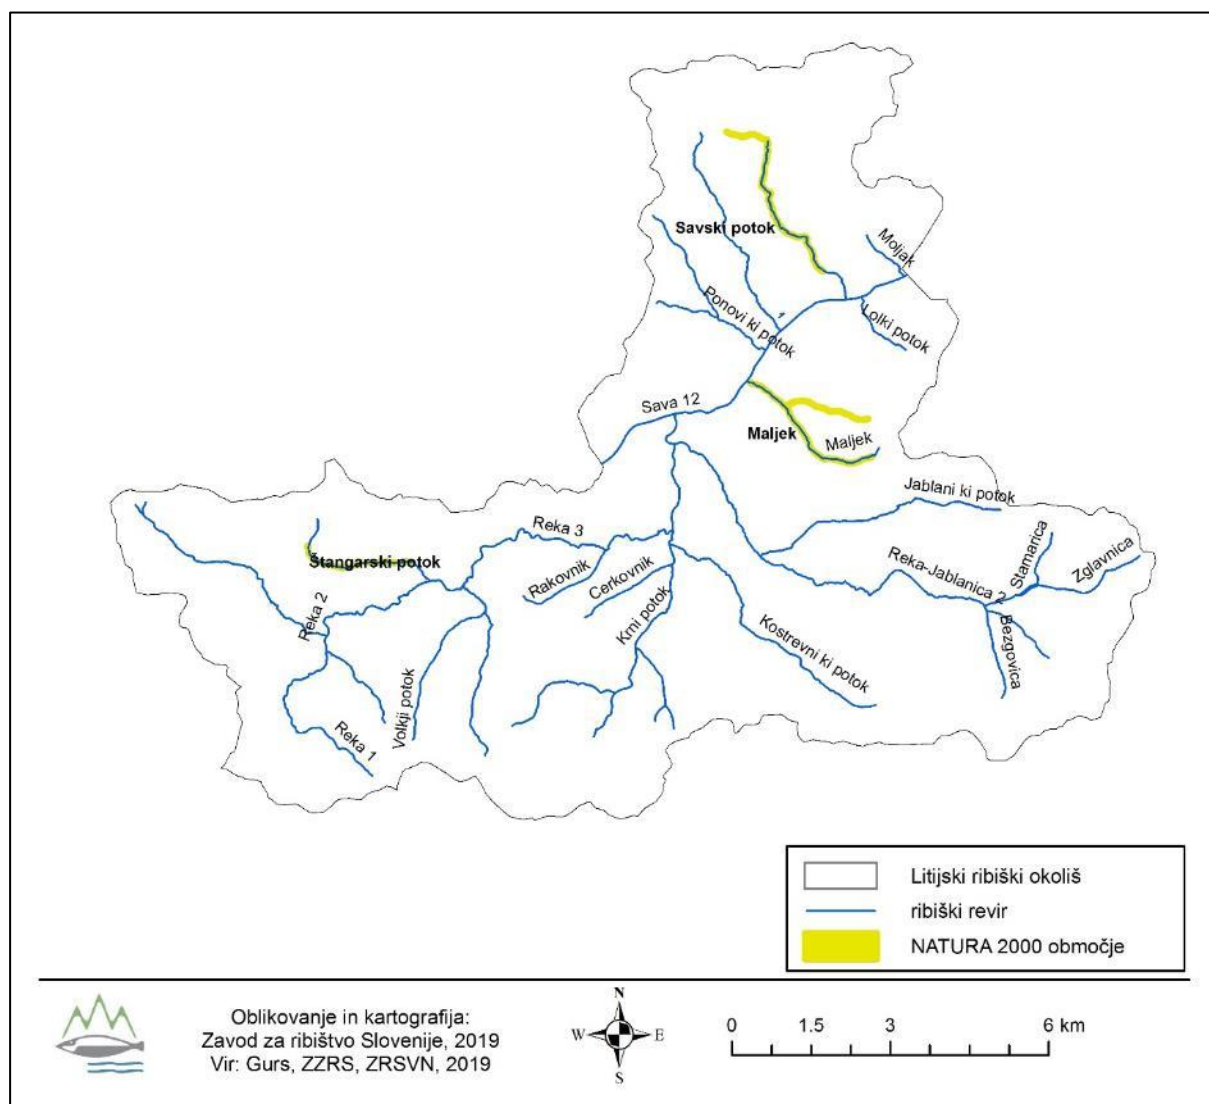 Savski potok
Moljak
Ponovi ki potok
Lolki potok
Sava 12
Maljek
Maljek
Jablani ki potok
Reka 3
Štangarski potok
Rakovnik
Cerkovnik
Reka-Jablanica 2
Stamarica
Zglavnica
Reka 2
Krni potok
Kostrevni ki potok
Bezgovica
Volkji potok
Reka 1
Litijski ribiški okoliš
ribiški revir
NATURA 2000 območje
Oblikovanje in kartografija:
Zavod za ribištvo Slovenije, 2019
Vir: Gurs, ZZRS, ZRSVN, 2019
N
W E
S
0 1.5 3 6 km